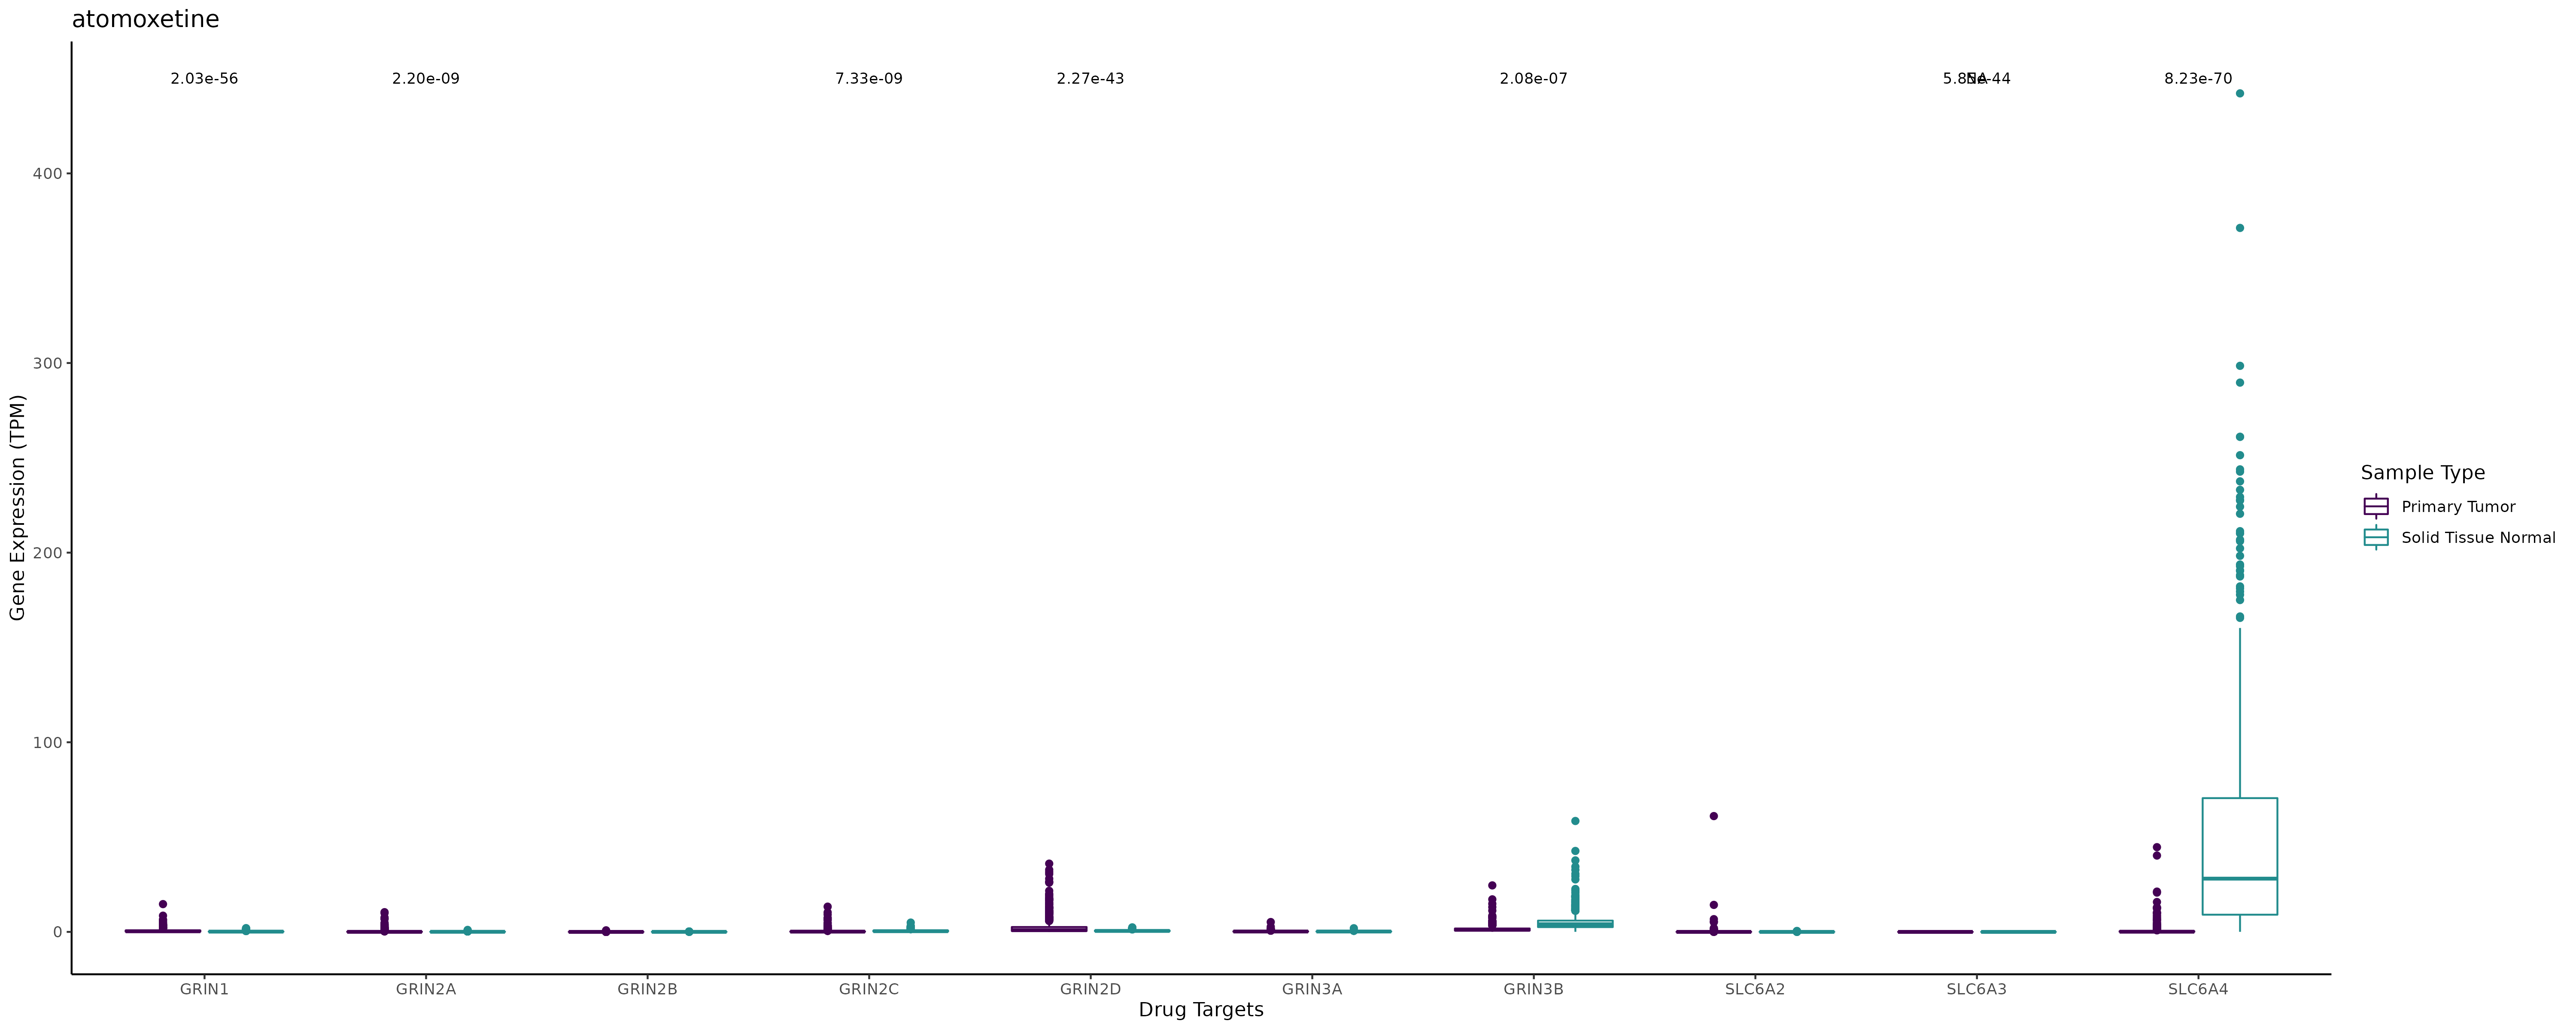 atomoxetine
2.03e-56 2.20e-09 7.33e-09 2.27e-43 2.08e-07 8.23e-70
400
300
200
100
0
Gene Expression (TPM)
GRIN1 GRIN2A GRIN2B GRIN2C GRIN2D GRIN3A GRIN3B SLC6A2 SLC6A3 SLC6A4
Drug Targets
Sample Type
Primary Tumor
Solid Tissue Normal